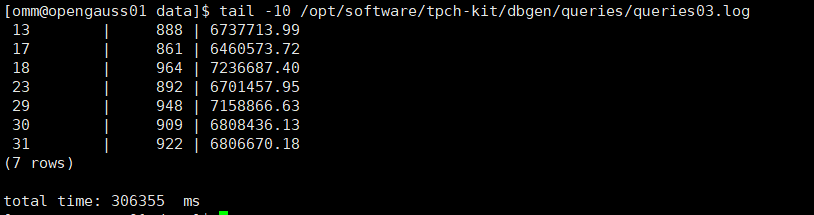 [omm@opengauss01 data]$ tail -10 /opt/software/tpch-kit/dbgen/queries/queries03.log
13 | 888 | 6737713.99
17 | 861 | 6460573.72
18 | 964 | 7236687.40
23 | 892 | 6701457.95
29 | 948 | 7158866.63
30 | 909 | 6808436.13
31 | 922 | 6806670.18
(7 rows)
total time: 306355 ms